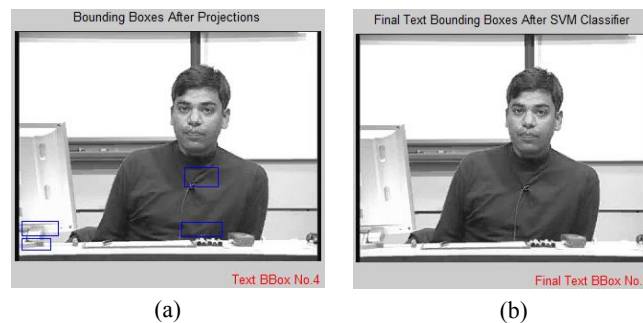 Bounding Boxes After Projections
Final Text Bounding Boxes After SVM Classifier
Text BBox No.4
Final Text BBox No.
(a)
(b)